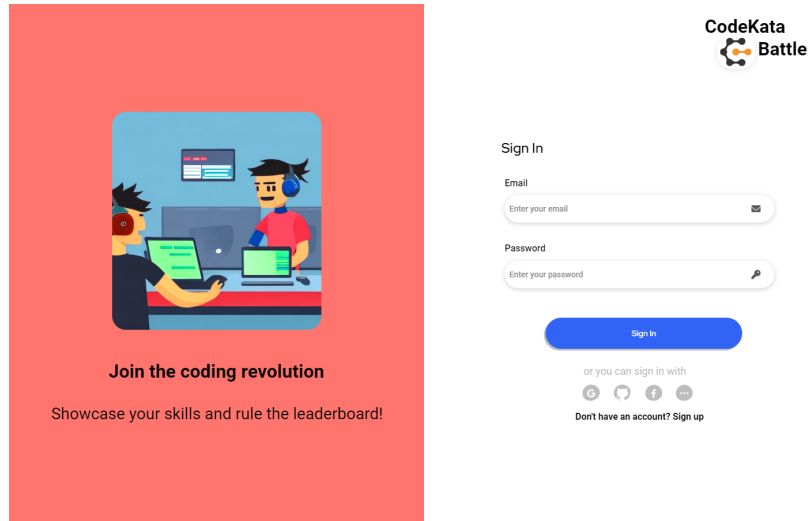 CodeKata
Battle
Join the coding revolution
Showcase your skills and rule the leaderboard!
Sign In
Email
Enter your email
Password
Enter your password
Sign In
or you can sign in with
Don't have an account? Sign up